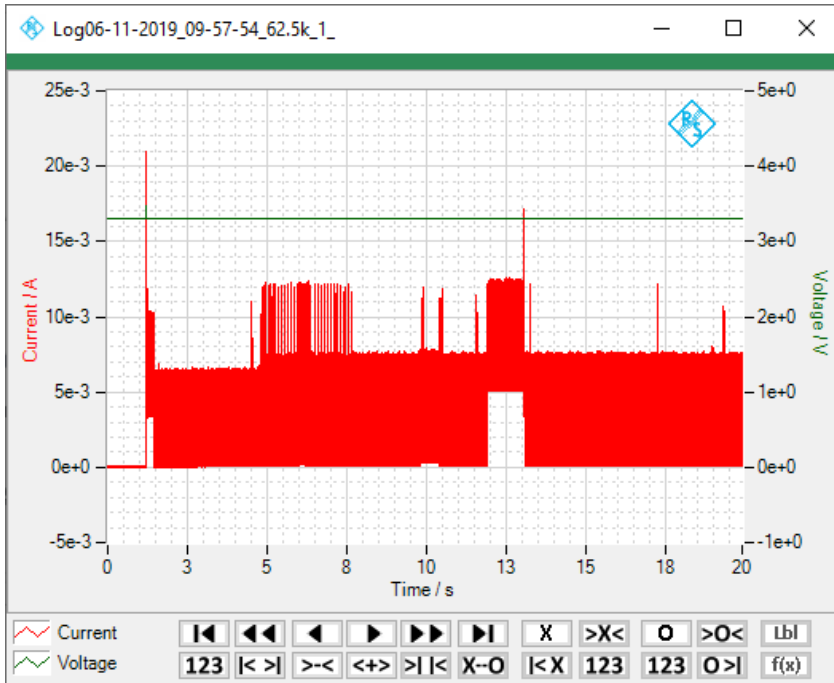 Log06-11-2019_09-57-54_62.5k_1_
25e-3
5e+0
R
S
20e-3
4e+0
15e-3
3e+0
Current / A
Voltage / V
10e-3
2e+0
5e-3
1e+0
0e+0
0e+0
-5e-3
-1e+0
0 3 5 8 10 13 15 18 20
Time / s
Current X >X< O >O< Lbl
Voltage 123 |< >| >-< <+> >| |< X--O |< X 123 123 O >| f(x)